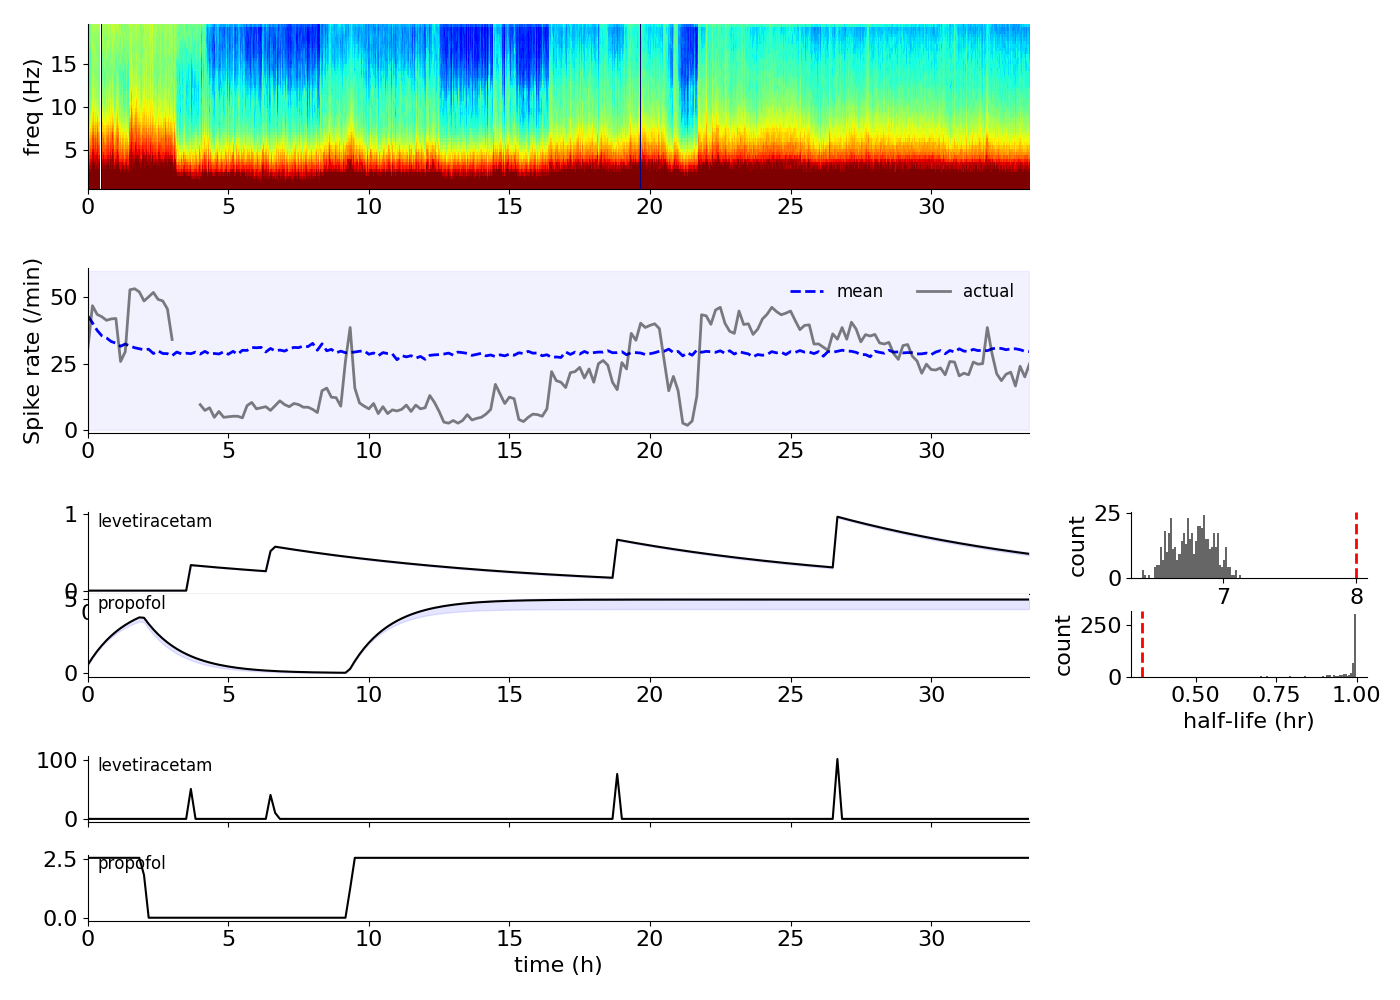 freq (Hz)
15
10
5
0 5 10 15 20 25 30
Spike rate (/min)
50
25
0
mean actual
0 5 10 15 20 25 30
1
0
levetiracetam
0
5
0
propofol
0 5 10 15 20 25 30
count
25
0
7 8
count
250
0
0.50 0.75 1.00
half-life (hr)
100
0
levetiracetam
2.5
0.0
propofol
0 5 10 15 20 25 30
time (h)